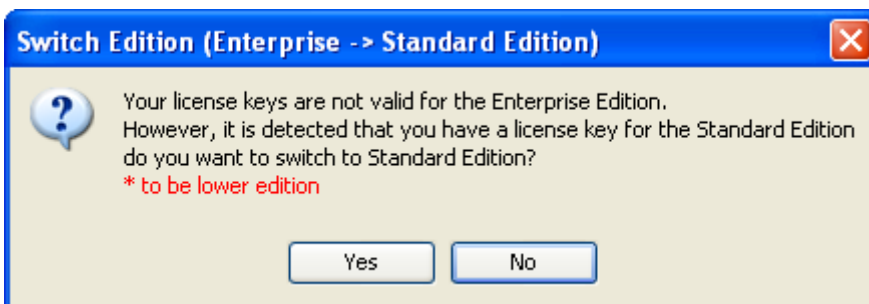 Switch Edition (Enterprise -> Standard Edition)
Your license keys are not valid for the Enterprise Edition.
However, it is detected that you have a license key for the Standard Edition
do you want to switch to Standard Edition?
* to be lower edition
Yes No